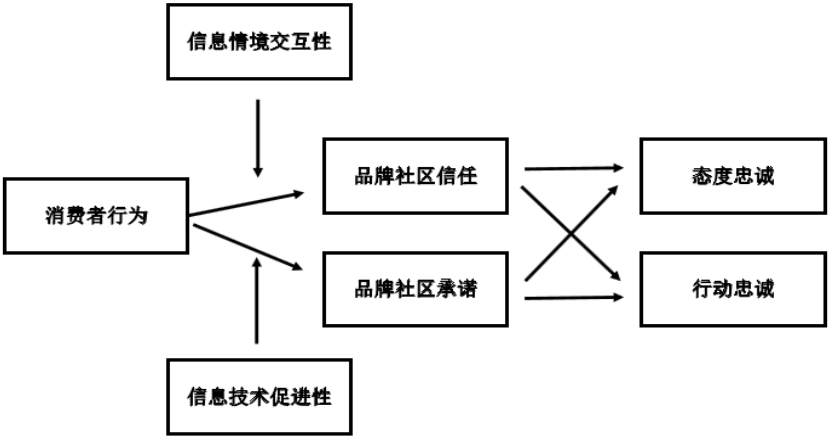 信息情境交互性
品牌社区信任
态度忠诚
消费者行为
品牌社区承诺
行动忠诚
信息技术促进性